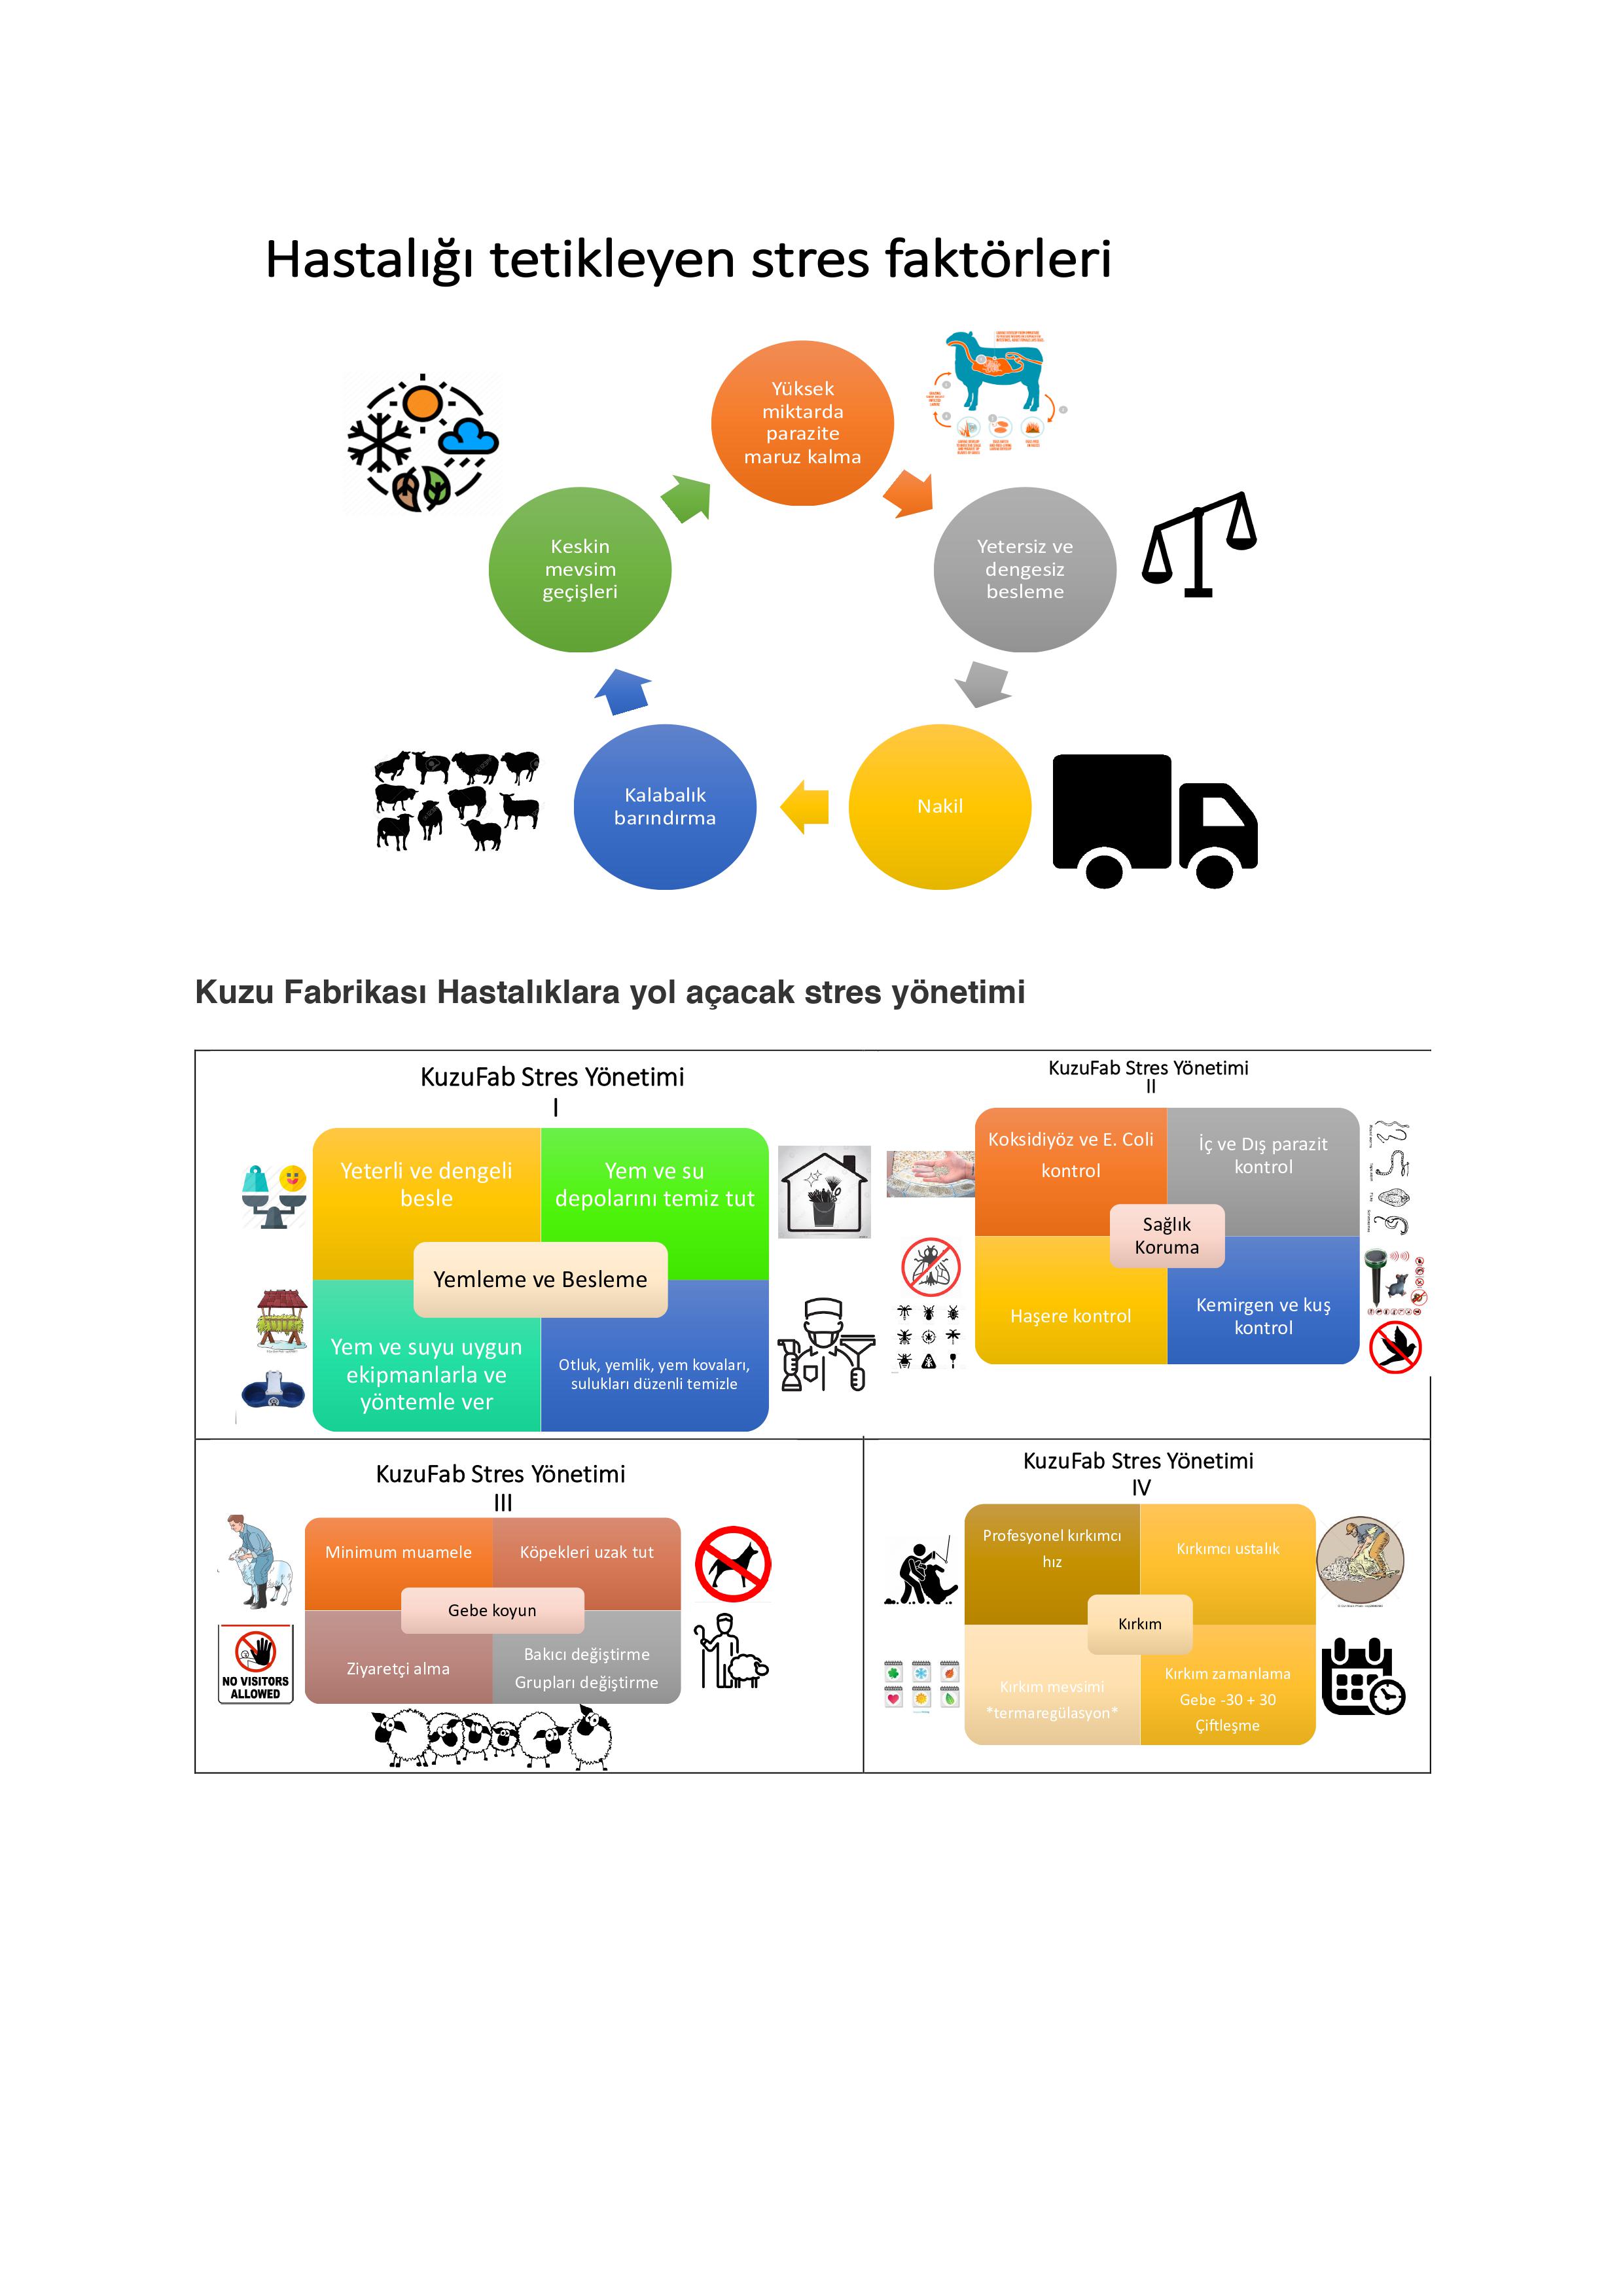 Hastalığı tetikleyen stres faktörleri
Yüksek
miktarda
parazite
maruz kalma
Keskin
mevsim
geçişleri
Yetersiz ve
dengesiz
besleme
Kalabalık
barındırma
Nakil
Kuzu Fabrikası Hastalıklara yol açacak stres yönetimi
KuzuFab Stres Yönetimi
I
Yeterli ve dengeli
besle
Yem ve su
depolarını temiz tut
Yemleme ve Besleme
Yem ve suyu uygun
ekipmanlarla ve
yöntemle ver
Otluk, yemlik, yem kovaları,
sulukları düzenli temizle
KuzuFab Stres Yönetimi
II
Koksidiyöz ve E. Coli
kontrol
İç ve Dış parazit
kontrol
Sağlık
Koruma
Haşere kontrol
Kemirgen ve kuş
kontrol
KuzuFab Stres Yönetimi
III
Minimum muamele
Köpekleri uzak tut
Gebe koyun
Ziyaretçi alma
Bakıcı değiştirme
Grupları değiştirme
NO VISITORS
ALLOWED
KuzuFab Stres Yönetimi
IV
Profesyonel kırkımcı
hız
Kırkımcı ustalık
Kırkım
Kırkım mevsimi
*termaregülasyon*
Kırkım zamanlama
Gebe -30 + 30
Çiftleşme